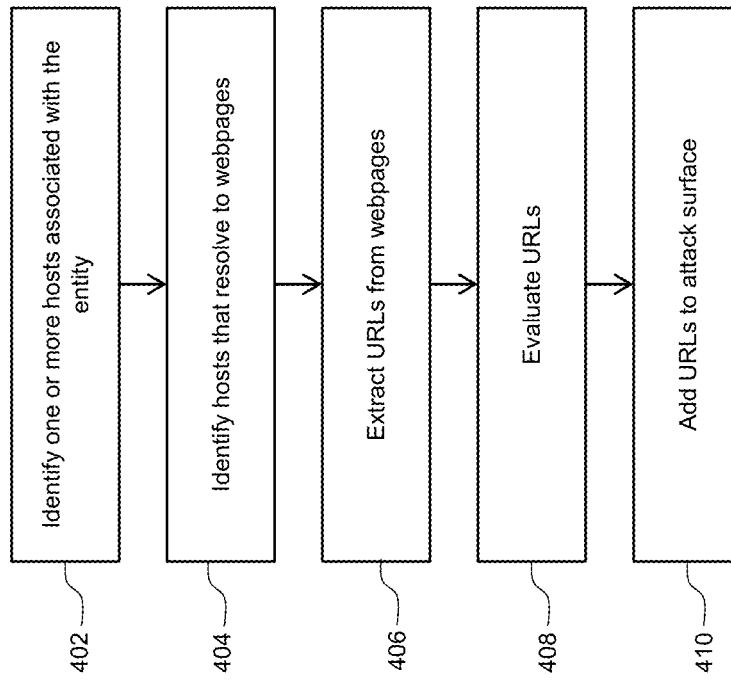 402
Identify one or more hosts associated with the
entity
404
Identify hosts that resolve to webpages
406
Extract URLs from webpages
408
Evaluate URLs
410
Add URLs to attack surface